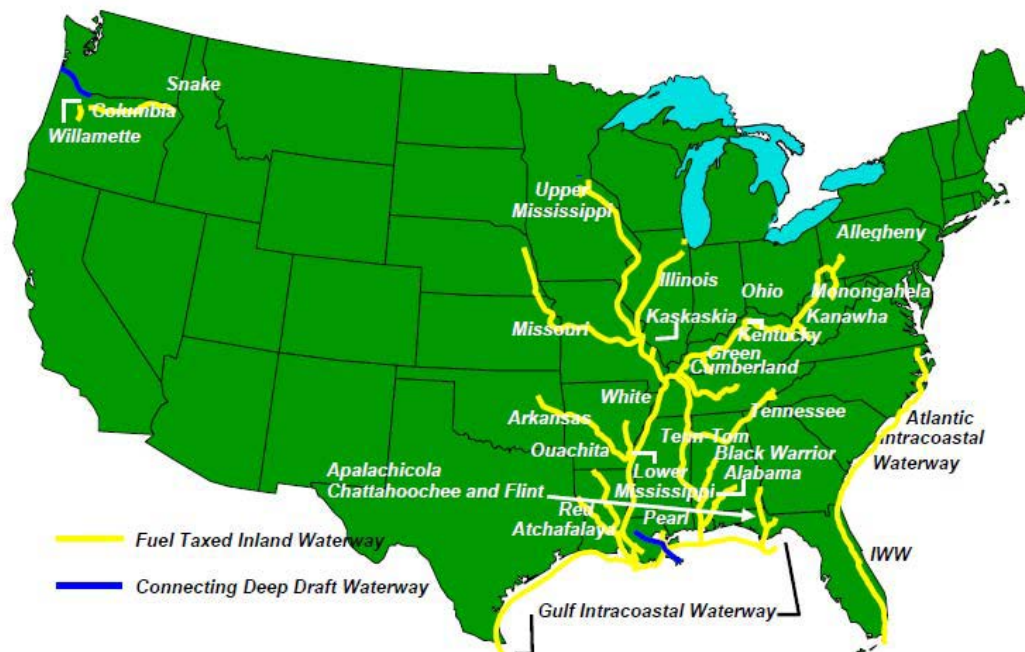 Snake
Columbia
Willamette
Upper
Mississippi
Allegheny
Illinois
Ohio
Monongahela
Kaskaskia
Kanawha
Missouri
Kentucky
Green
Cumberland
White
Arkansas
Tennessee
Atlantic
Intracoastal
Waterway
Ouachita
Tenn Tom
Black Warrior
Lower
Mississippi
Alabama
Apalachicola
Chattahoochee and Flint
Red
Atchafalaya
Pearl
Fuel Taxed Inland Waterway
IWW
Connecting Deep Draft Waterway
Gulf Intracoastal Waterway